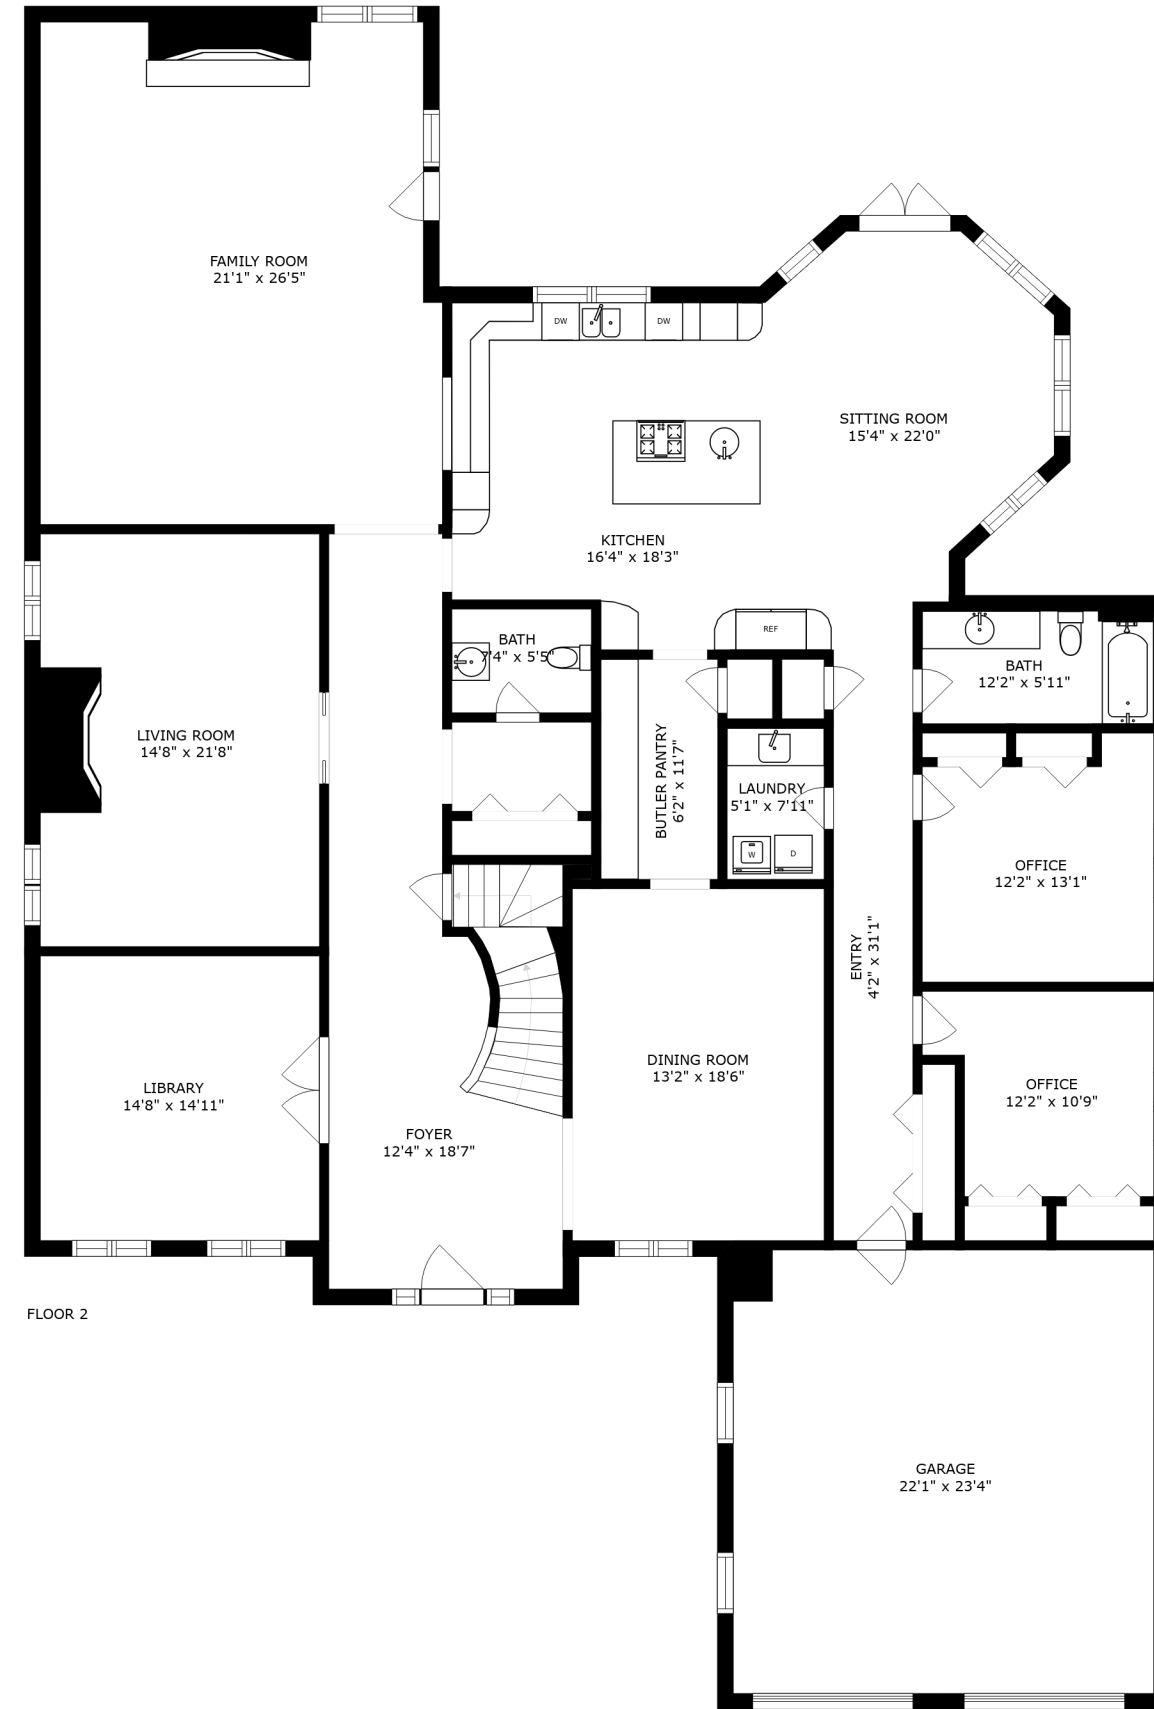 FAMILY ROOM
21'1" x 26'5"
DW
DW
SITTING ROOM
15'4" x 22'0"
KITCHEN
16'4" x 18'3"
REF
BATH
7'4" x 5'5"
BATH
12'2" x 5'11"
LIVING ROOM
14'8" x 21'8"
BUTLER PANTRY
6'2" x 11'7"
LAUNDRY
5'1" x 7'11"
W
D
OFFICE
12'2" x 13'1"
ENTRY
4'2" x 31'1"
DINING ROOM
13'2" x 18'6"
LIBRARY
14'8" x 14'11"
OFFICE
12'2" x 10'9"
FOYER
12'4" x 18'7"
FLOOR 2
GARAGE
22'1" x 23'4"